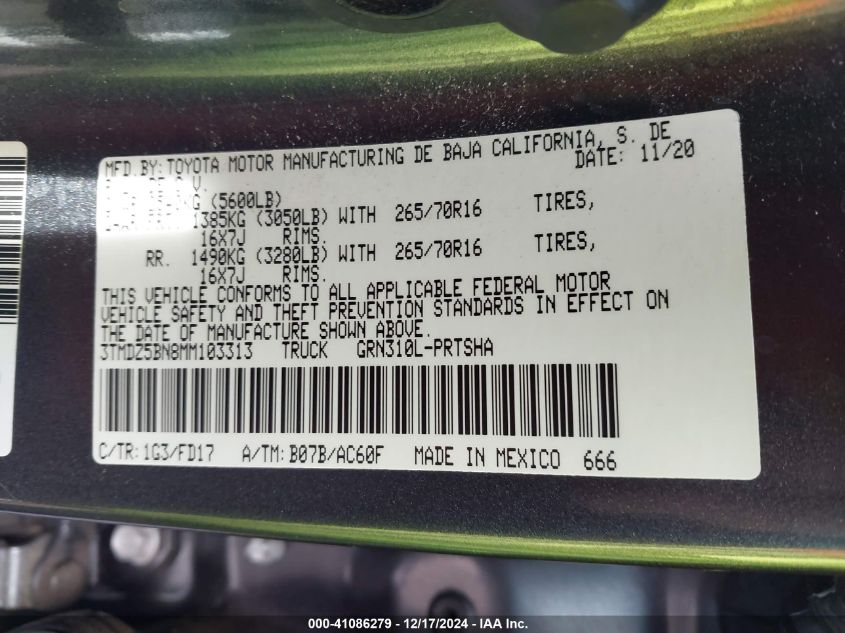 MFD.BY: TOYOTA MOTOR MANUFACTURING DE BAJA CALIFORNIA, S. DE
DATE: 11/20
(5600LB)
1385KG (3050LB) WITH 265/70R16 TIRES,
16X7J RIMS.
RR. 1490KG (3280LB) WITH 265/70R16 TIRES,
16X7J RIMS.
THIS VEHICLE CONFORMS TO ALL APPLICABLE FEDERAL MOTOR
VEHICLE SAFETY AND THEFT PREVENTION STANDARDS IN EFFECT ON
THE DATE OF MANUFACTURE SHOWN ABOVE.
3TMDZ5BN8MM103313 TRUCK GRN310L-PRTSHA
C/TR: 1G3/FD17 A/TM: B07B/AC60F MADE IN MEXICO 666
000-41086279 - 12/17/2024 - IAA Inc.